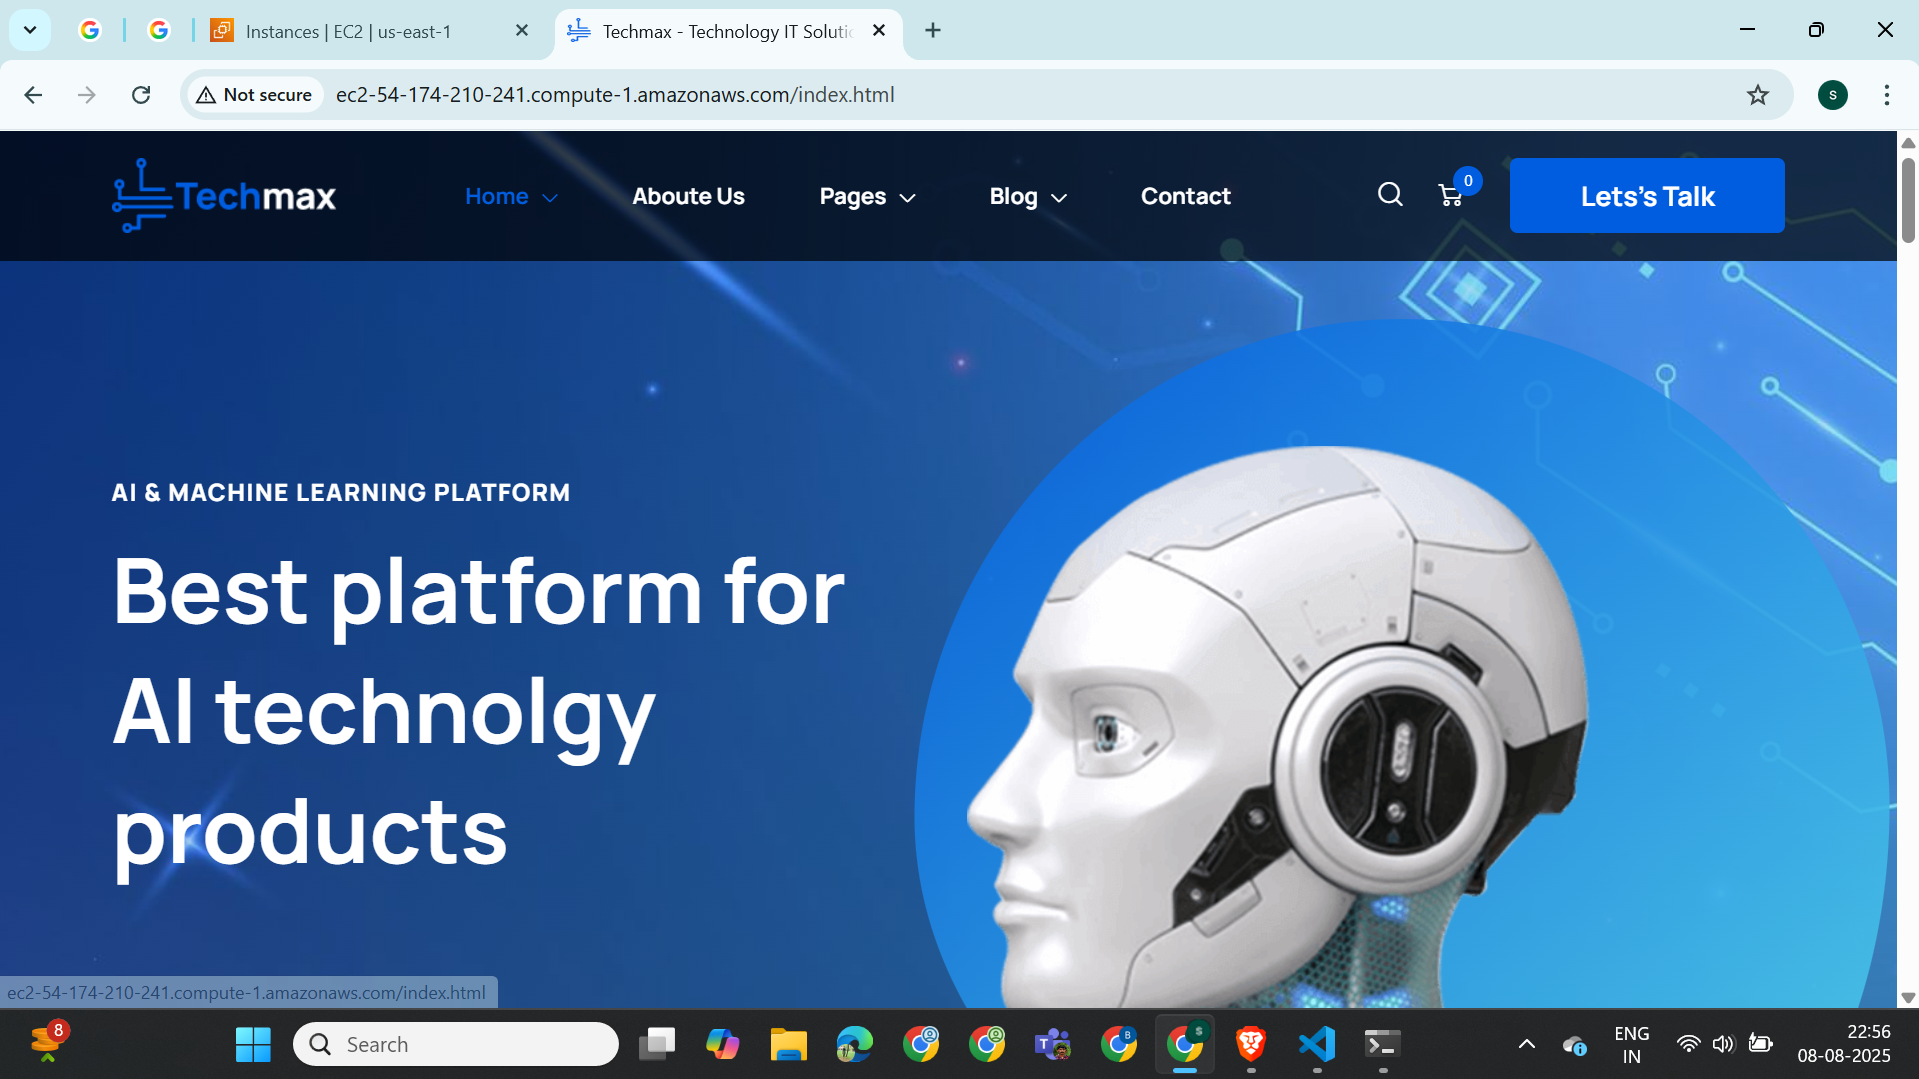 Instances | EC2 | us-east-1
Techmax - Technology IT Soluti
Not secure
ec2-54-174-210-241.compute-1.amazonaws.com/index.html
S
Techmax
Home
Aboute Us
Pages
Blog
Contact
0
Lets’s Talk
AI & MACHINE LEARNING PLATFORM
Best platform for
AI technolgy
products
ec2-54-174-210-241.compute-1.amazonaws.com/index.html
8
Search
T
B
S
ENG
IN
22:56
08-08-2025